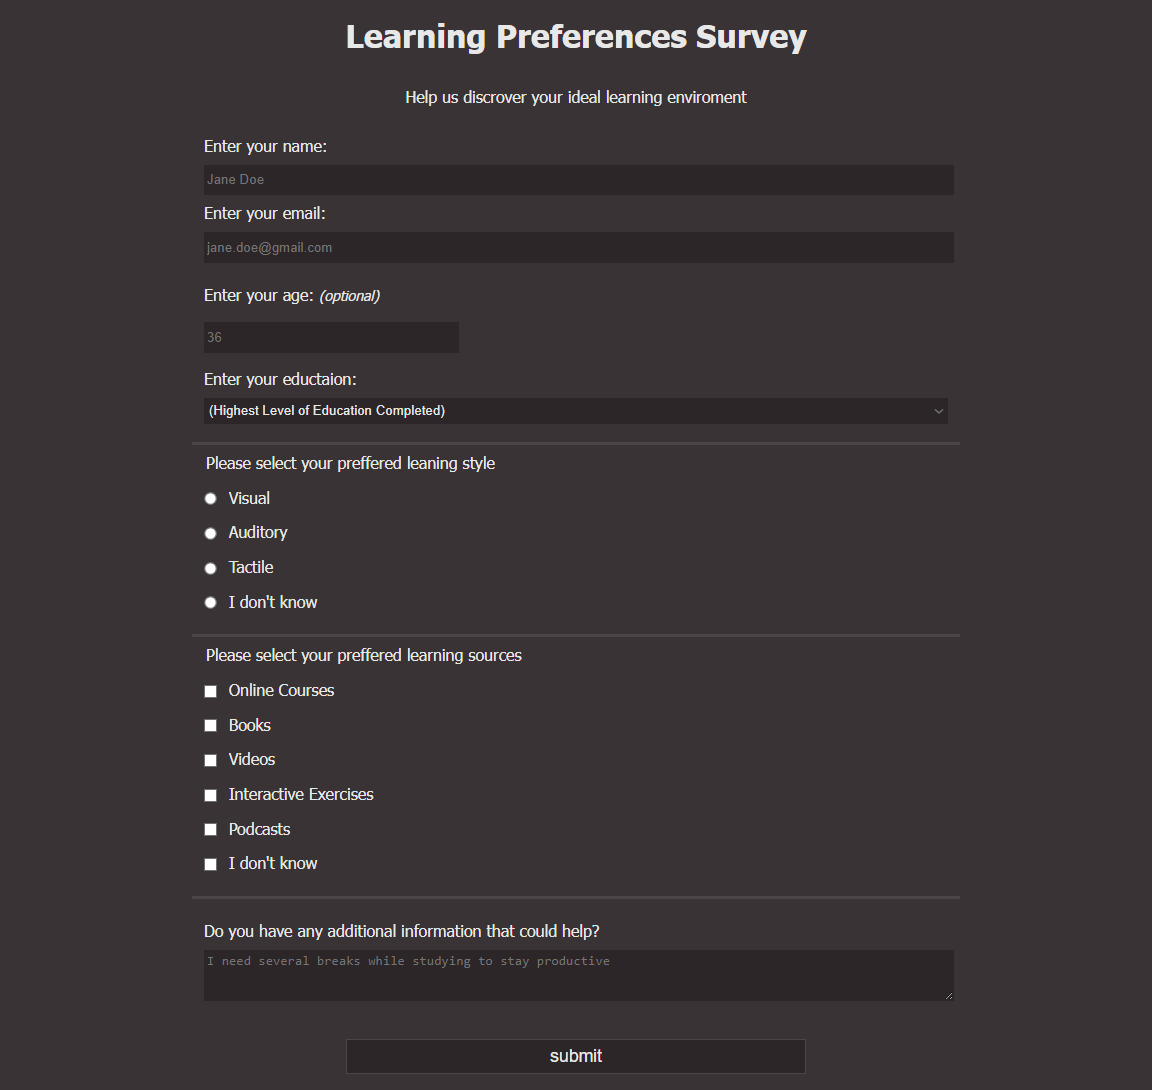 Learning Preferences Survey
Help us discrover your ideal learning enviroment
Enter your name:
Jane Doe
Enter your email:
jane.doe@gmail.com
Enter your age: (optional)
36
Enter your eductaion:
(Highest Level of Education Completed)
Please select your preffered leaning style
Visual
Auditory
Tactile
I don't know
Please select your preffered learning sources
Online Courses
Books
Videos
Interactive Exercises
Podcasts
I don't know
Do you have any additional information that could help?
I need several breaks while studying to stay productive
submit